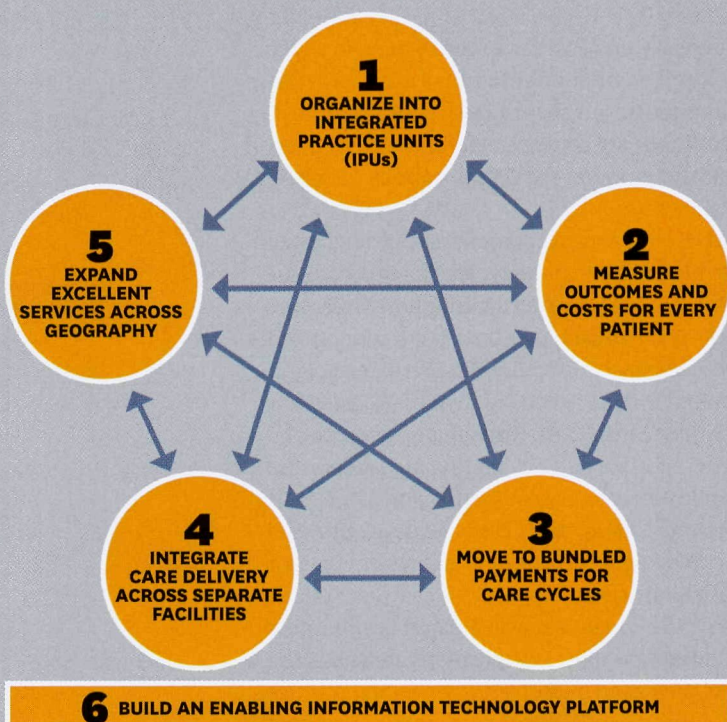 1
ORGANIZE INTO
INTEGRATED
PRACTICE UNITS
(IPUs)
2
MEASURE
OUTCOMES AND
COSTS FOR EVERY
PATIENT
3
MOVE TO BUNDLED
PAYMENTS FOR
CARE CYCLES
4
INTEGRATE
CARE DELIVERY
ACROSS SEPARATE
FACILITIES
5
EXPAND
EXCELLENT
SERVICES ACROSS
GEOGRAPHY
6 BUILD AN ENABLING INFORMATION TECHNOLOGY PLATFORM